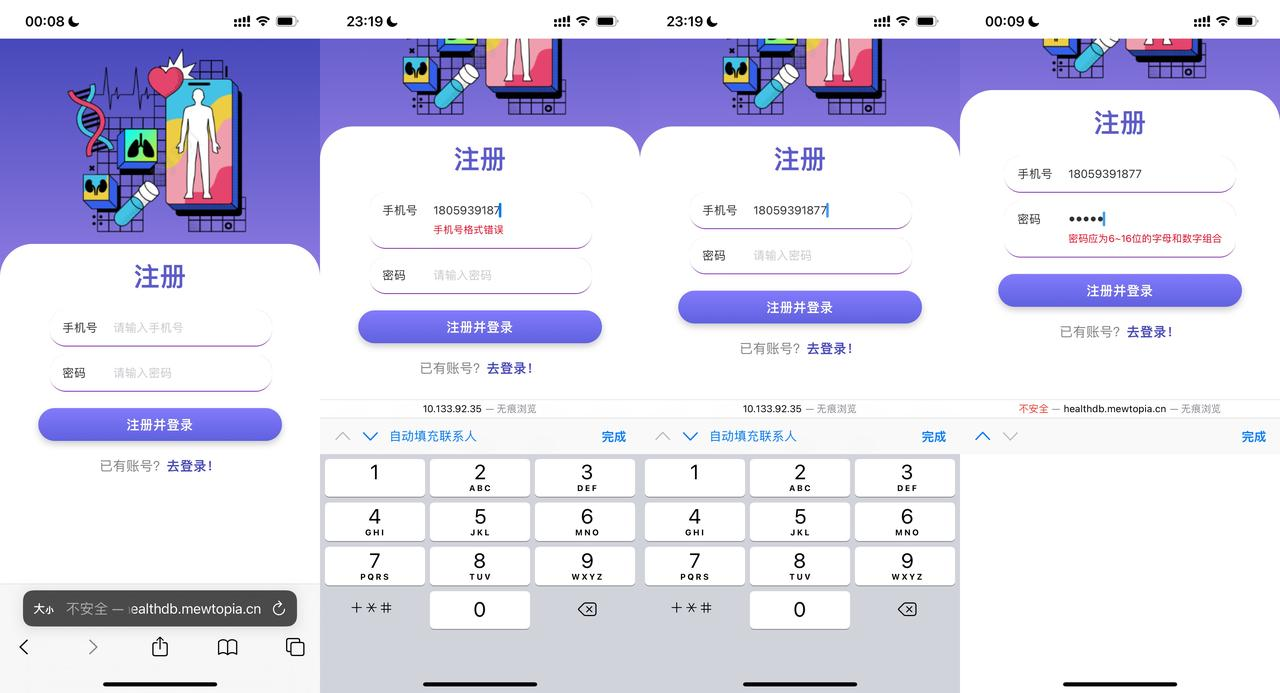 00:08
注册
手机号 请输入手机号
密码 请输入密码
注册并登录
已有账号？ 去登录！
大小 不安全 — healthdb.mewtopia.cn
23:19
注册
手机号 1805939187
手机号格式错误
密码 请输入密码
注册并登录
已有账号？ 去登录！
10.133.92.35 — 无痕浏览
自动填充联系人 完成
1 2 3
ABC DEF
4 5 6
GHI JKL MNO
7 8 9
PQRS TUV WXYZ
+*# 0
23:19
注册
手机号 18059391877
密码 请输入密码
注册并登录
已有账号？ 去登录！
10.133.92.35 — 无痕浏览
自动填充联系人 完成
1 2 3
ABC DEF
4 5 6
GHI JKL MNO
7 8 9
PQRS TUV WXYZ
+*# 0
00:09
注册
手机号 18059391877
密码 •••••
密码应为6~16位的字母和数字组合
注册并登录
已有账号？ 去登录！
不安全 — healthdb.mewtopia.cn — 无痕浏览
完成